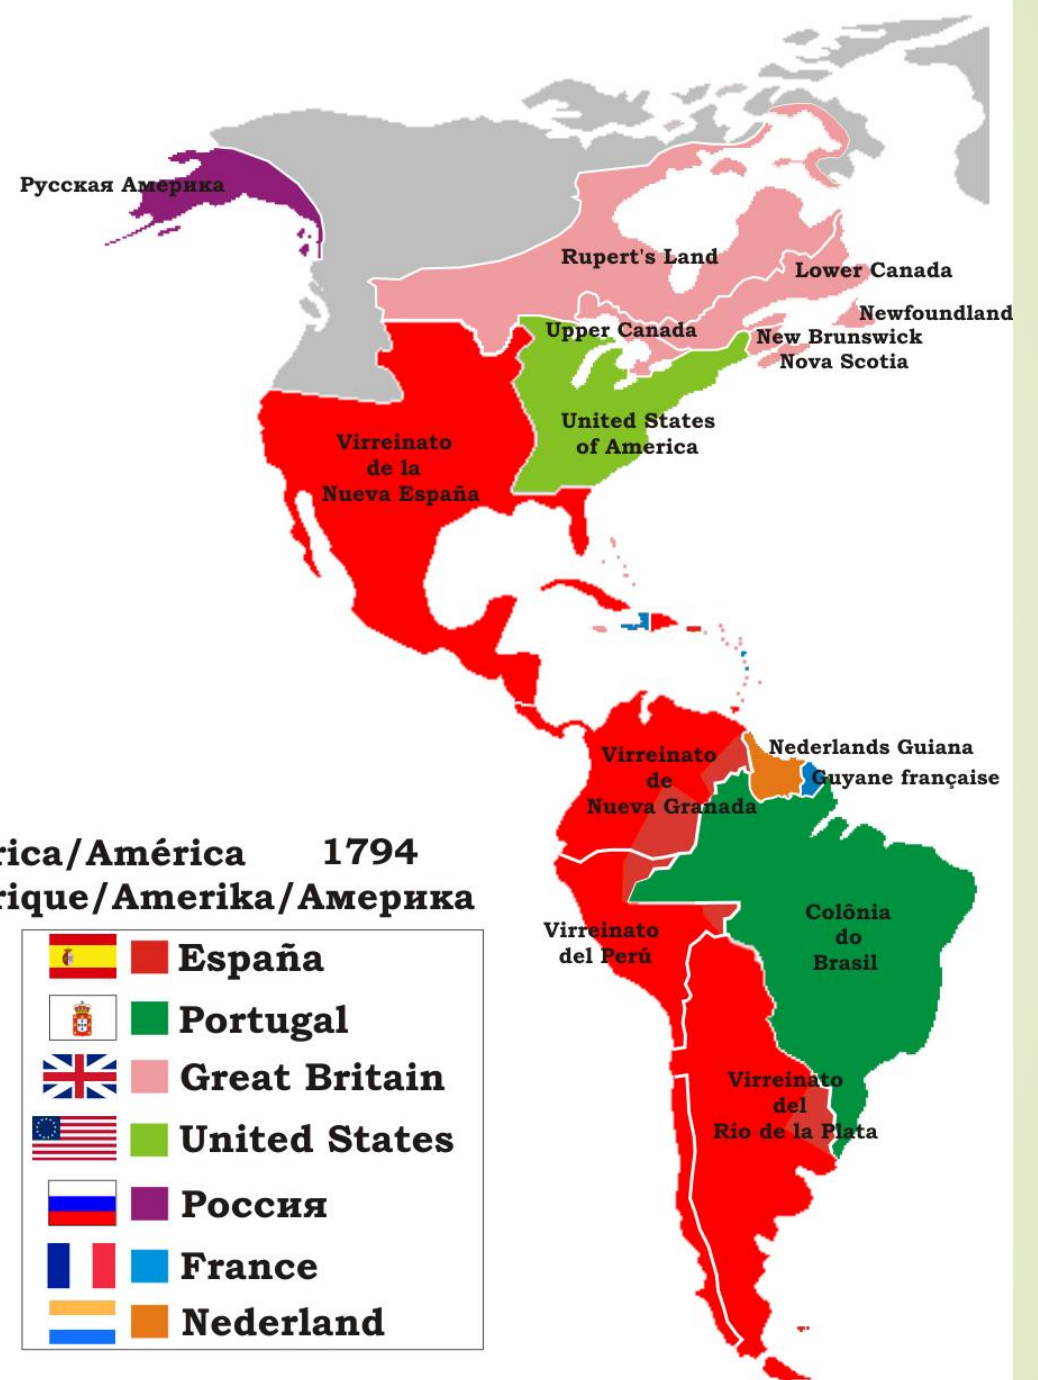 Русская Америка
Rupert's Land
Lower Canada
Newfoundland
Upper Canada
New Brunswick
Nova Scotia
United States
of America
Virreinato
de la
Nueva España
Nederlands Guiana
Guyane française
Virreinato
de
Nueva Granada
rica/América 1794
rique/Amerika/Америка
Colônia
do
Brasil
Virreinato
del Perú
Virreinato
del
Río de la Plata
España
Portugal
Great Britain
United States
Россия
France
Nederland